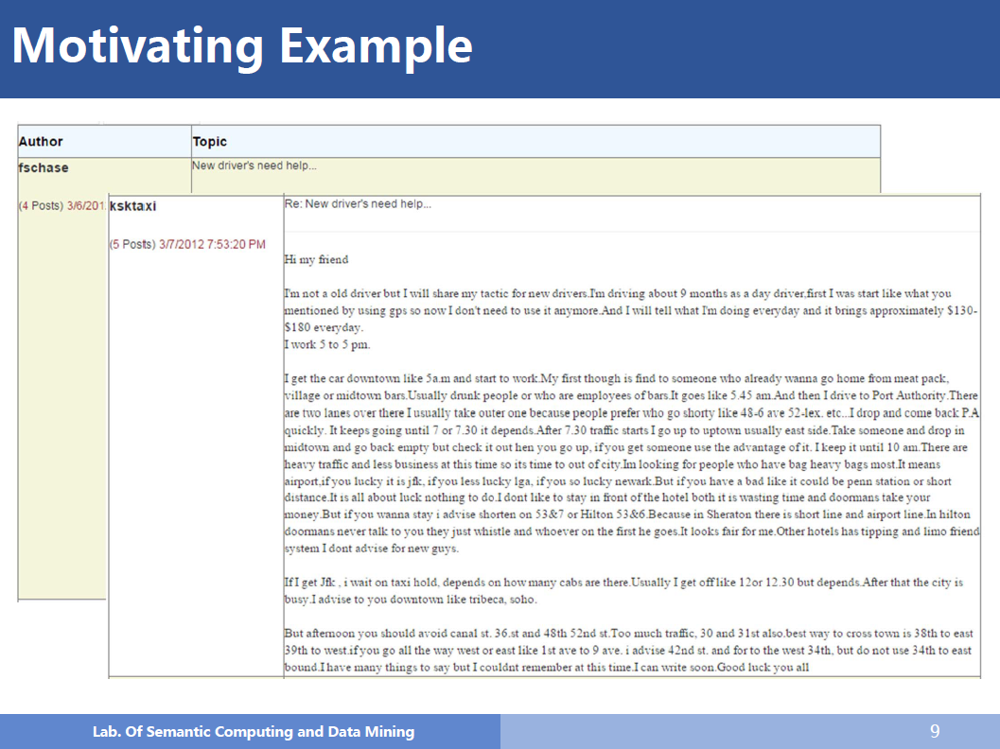 Motivating Example
Author
Topic
fschase
New driver's need help...
(4 Posts) 3/6/201
ksktaxi
Re: New driver's need help...
(5 Posts) 3/7/2012 7:53:20 PM
Hi my friend
I'm not a old driver but I will share my tactic for new drivers.I'm driving about 9 months as a day driver,first I was start like what you
mentioned by using gps so now I don't need to use it anymore.And I will tell what I'm doing everyday and it brings approximately $130-
$180 everyday.
I work 5 to 5 pm.
I get the car downtown like 5a.m and start to work.My first though is find to someone who already wanna go home from meat pack,
village or midtown bars.Usually drunk people or who are employees of bars.It goes like 5.45 am.And then I drive to Port Authority.There
are two lanes over there I usually take outer one because people prefer who go shorty like 48-6 ave 52-lex. etc...I drop and come back P.A
quickly. It keeps going until 7 or 7.30 it depends.After 7.30 traffic starts I go up to uptown usually east side.Take someone and drop in
midtown and go back empty but check it out hen you go up, if you get someone use the advantage of it. I keep it until 10 am.There are
heavy traffic and less business at this time so its time to out of city.Im looking for people who have bag heavy bags most.It means
airport,if you lucky it is jfk, if you less lucky lga, if you so lucky newark.But if you have a bad like it could be penn station or short
distance.It is all about luck nothing to do.I dont like to stay in front of the hotel both it is wasting time and doormans take your
money.But if you wanna stay i advise shorten on 53&7 or Hilton 53&6.Because in Sheraton there is short line and airport line.In hilton
doormans never talk to you they just whistle and whoever on the first he goes.It looks fair for me.Other hotels has tipping and limo friend
system I dont advise for new guys.
If I get Jfk , i wait on taxi hold, depends on how many cabs are there.Usually I get off like 12or 12.30 but depends.After that the city is
busy.I advise to you downtown like tribeca, soho.
But afternoon you should avoid canal st. 36.st and 48th 52nd st.Too much traffic, 30 and 31st also.best way to cross town is 38th to east
39th to west.if you go all the way west or east like 1st ave to 9 ave. i advise 42nd st. and for to the west 34th, but do not use 34th to east
bound.I have many things to say but I couldnt remember at this time.I can write soon.Good luck you all
Lab. Of Semantic Computing and Data Mining
9